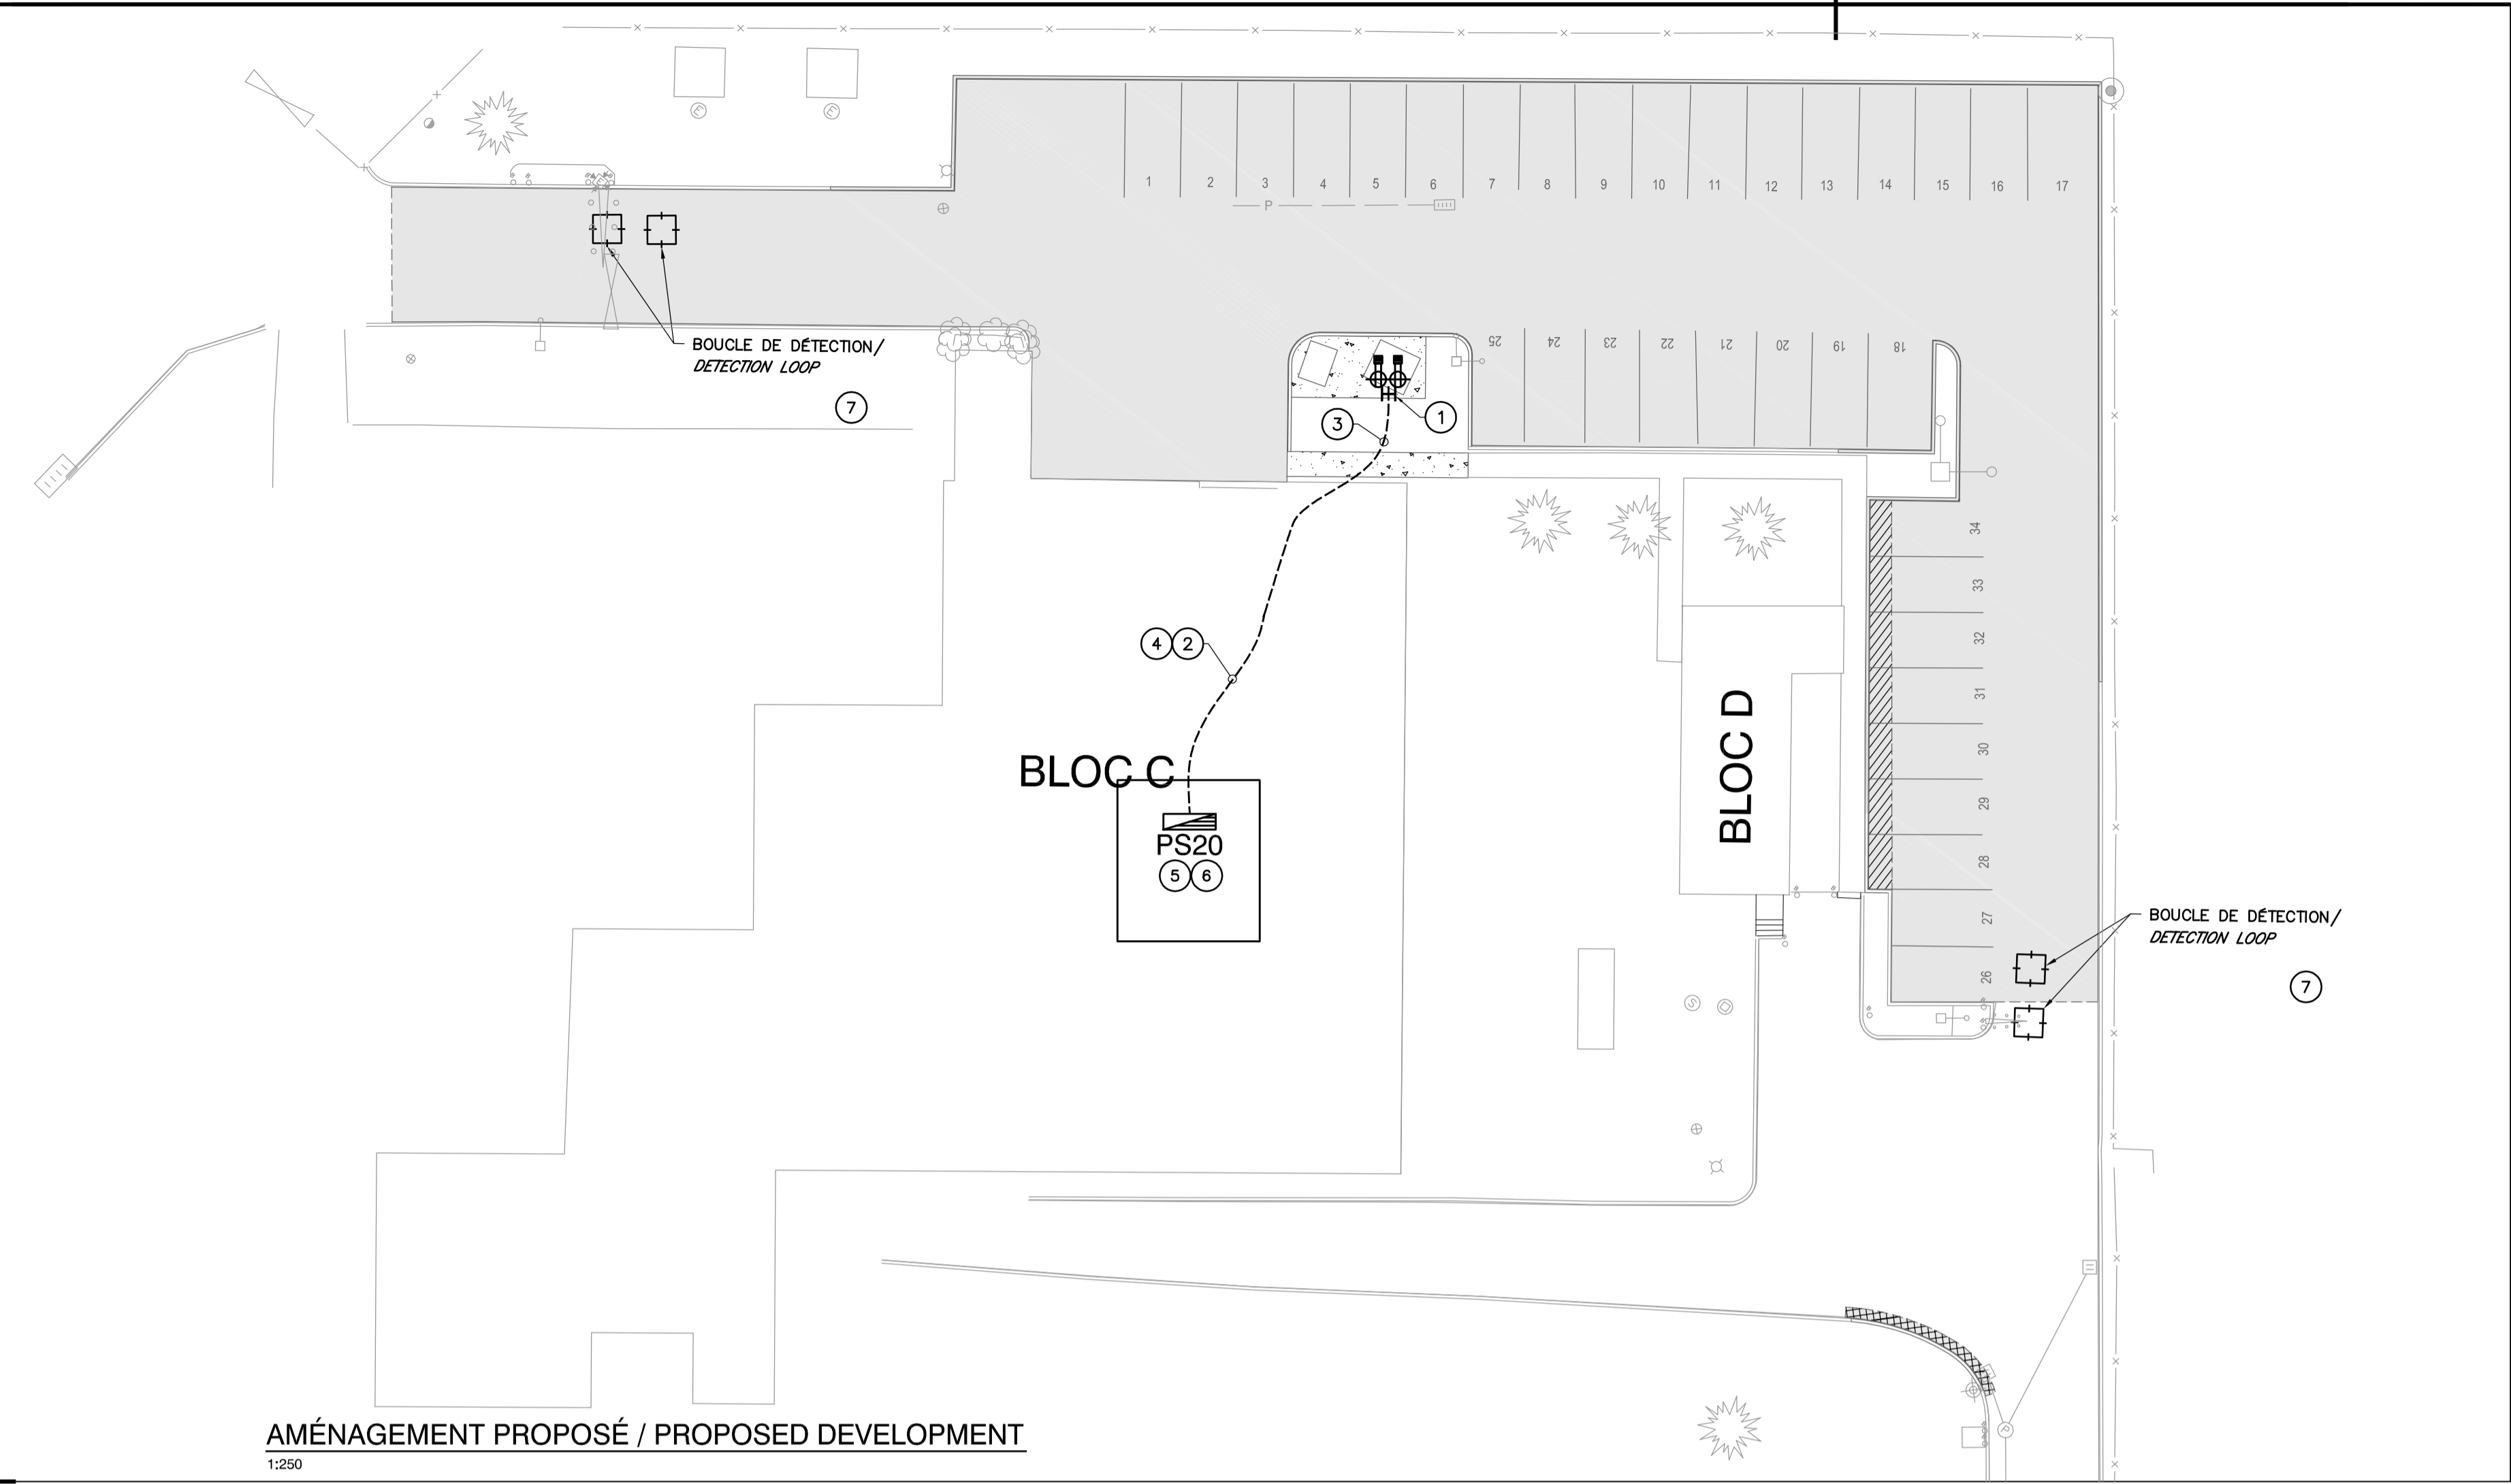 E E
1 2 3 4 5 6 7 8 9 10 11 12 13 14 15 16 17
P
25 24 23 22 21 20 19 18
BOUCLE DE DÉTECTION/
DETECTION LOOP
7
3
1
34
33
32
31
30
29
28
27
26
4 2
BLOC C
PS20
5 6
BLOC D
BOUCLE DE DÉTECTION/
DETECTION LOOP
7
S D
P
AMÉNAGEMENT PROPOSÉ / PROPOSED DEVELOPMENT
1:250